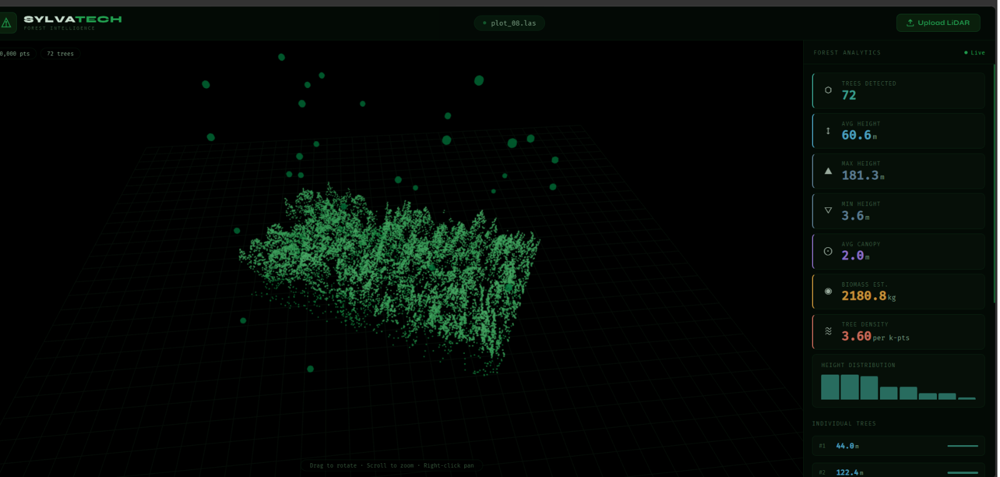 SYLVATECH
FOREST INTELLIGENCE
plot_08.las
Upload LiDAR
0,000 pts
72 trees
FOREST ANALYTICS
Live
TREES DETECTED
72
AVG HEIGHT
60.6m
MAX HEIGHT
181.3m
MIN HEIGHT
3.6m
AVG CANOPY
2.0m
BIOMASS EST.
2180.8kg
TREE DENSITY
3.60per k-pts
HEIGHT DISTRIBUTION
INDIVIDUAL TREES
#1 44.0m
#2 122.4m
Drag to rotate · Scroll to zoom · Right-click pan